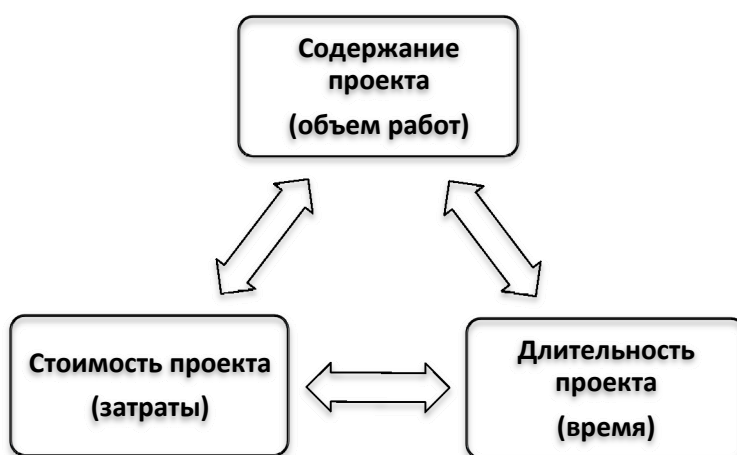 Содержание
проекта
(объем работ)
Стоимость проекта
(затраты)
Длительность
проекта
(время)